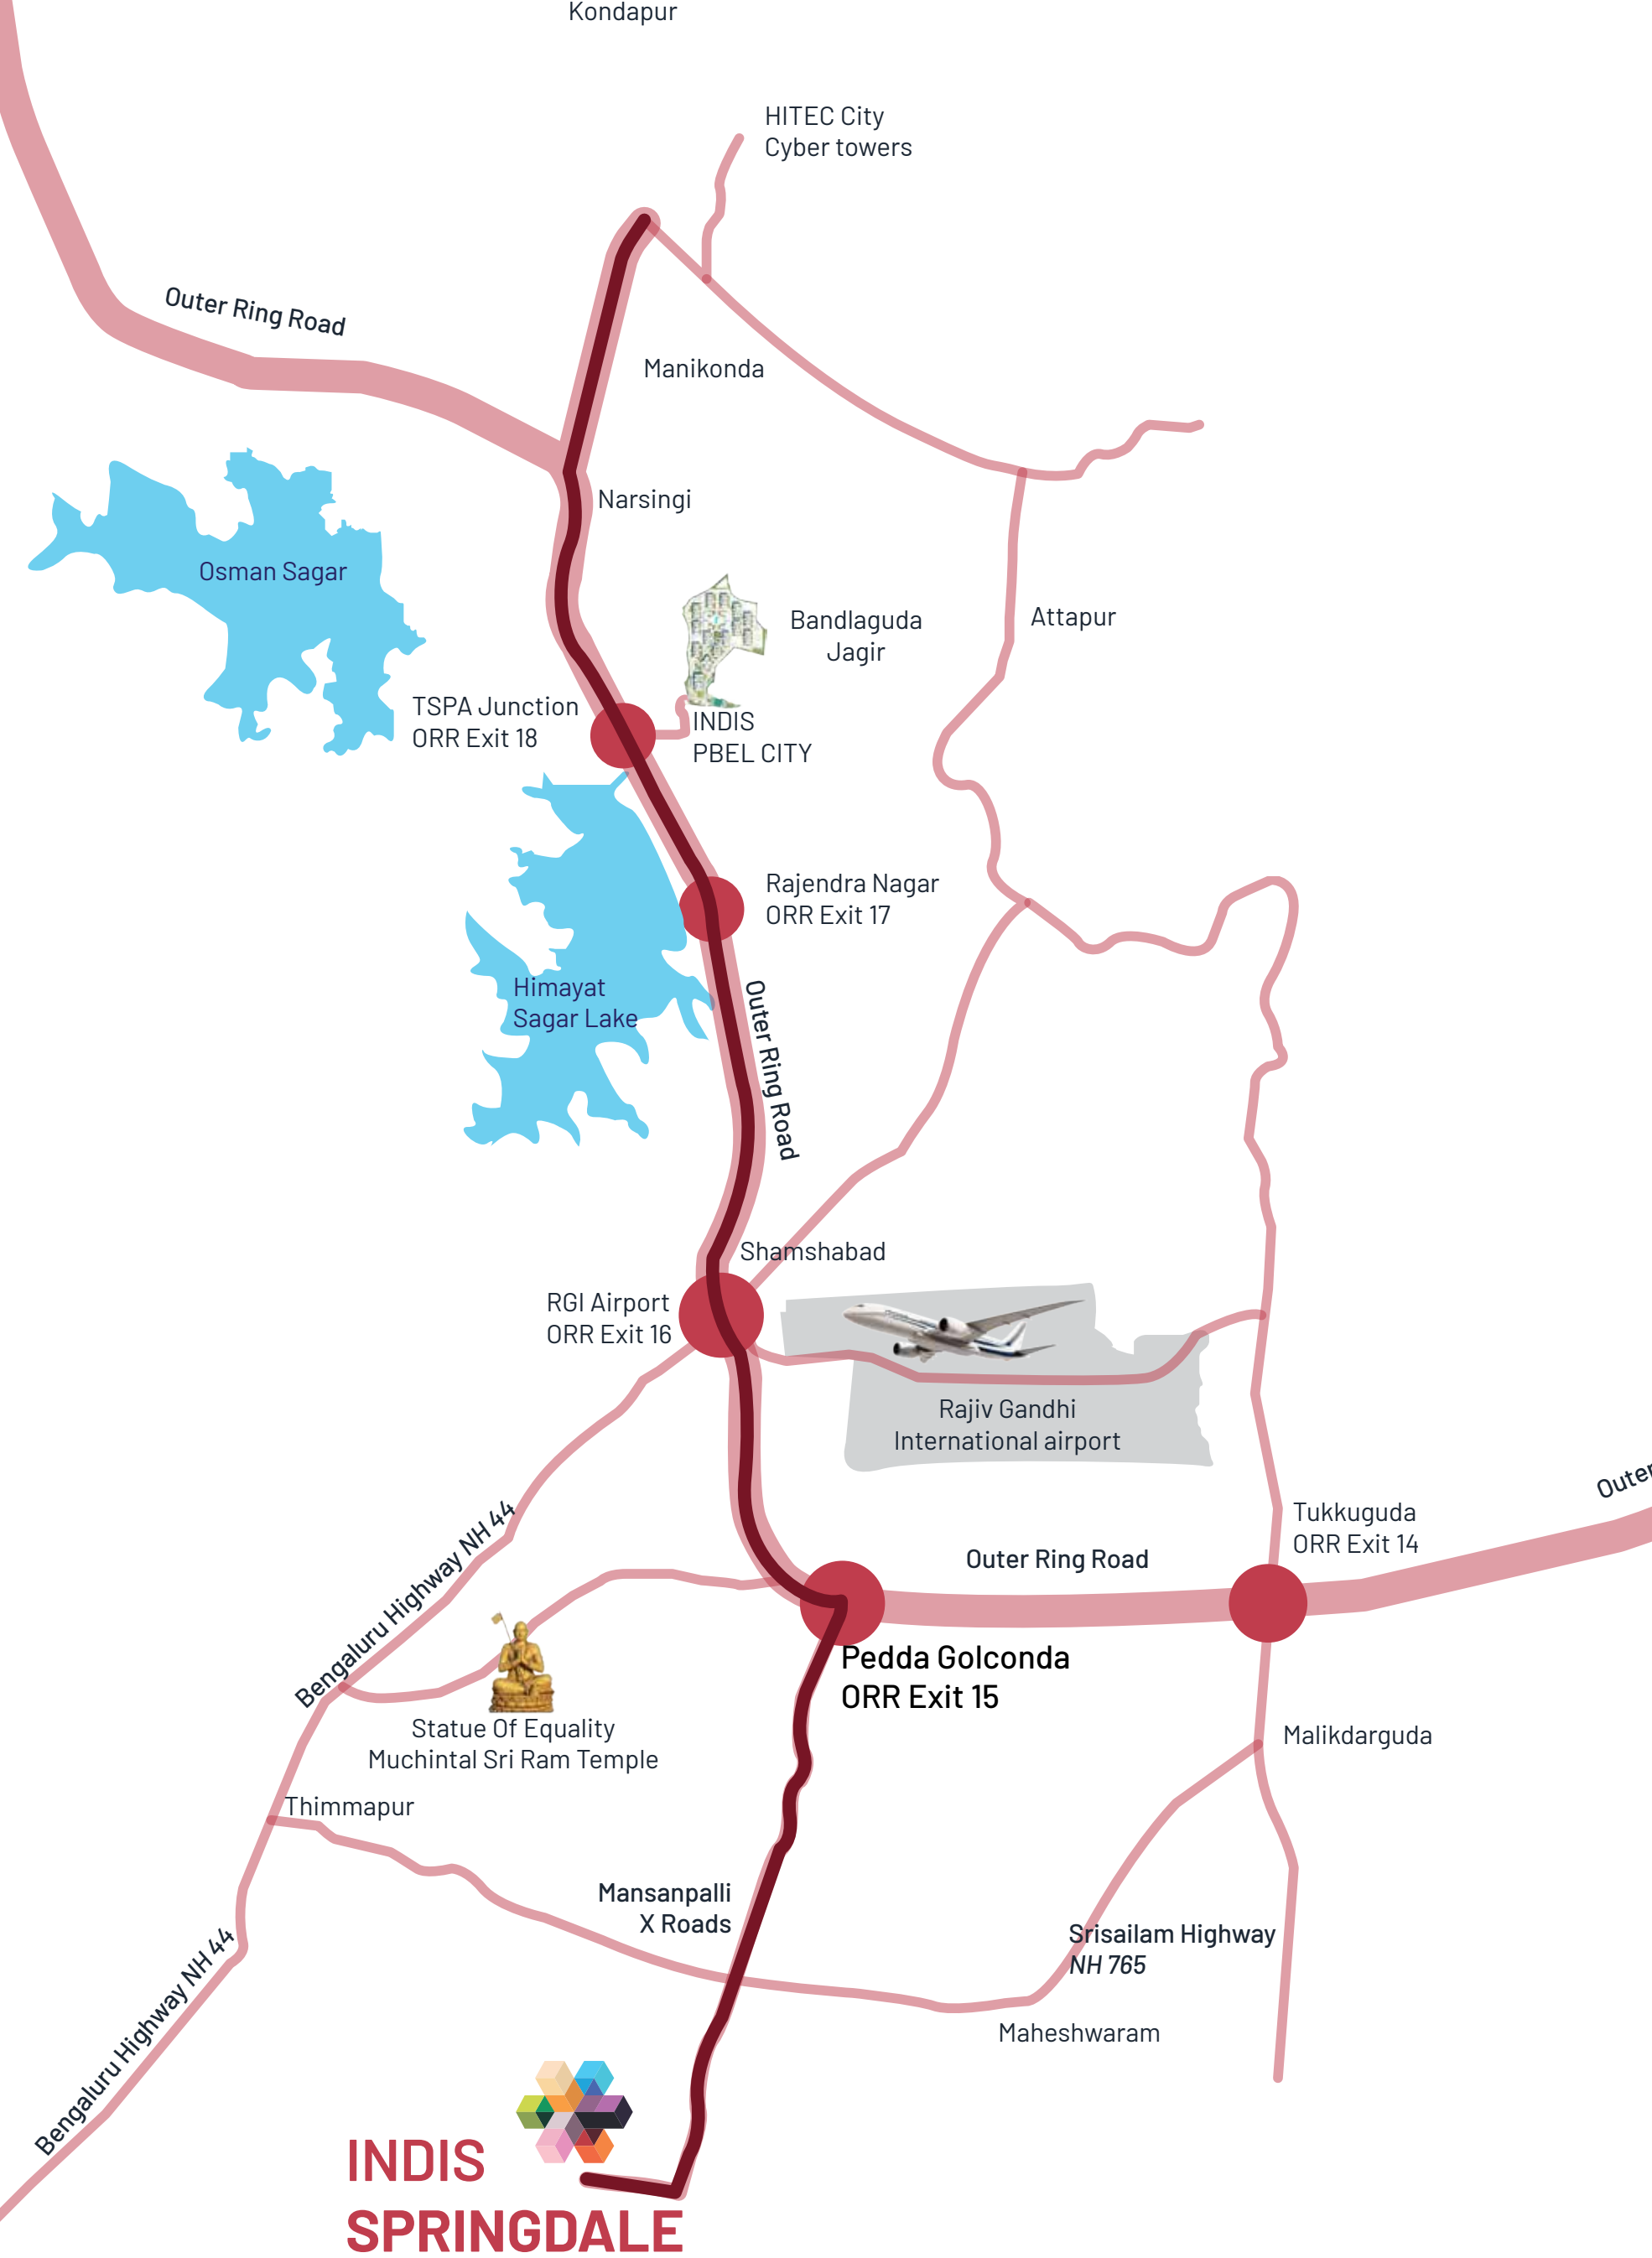 Kondapur
HITEC City
Cyber towers
Outer Ring Road
Manikonda
Narsingi
Osman Sagar
Bandlaguda
Jagir
Attapur
TSPA Junction
ORR Exit 18
INDIS
PBEL CITY
Rajendra Nagar
ORR Exit 17
Himayat
Sagar Lake
Outer Ring Road
Shamshabad
RGI Airport
ORR Exit 16
Rajiv Gandhi
International airport
Outer
Tukkuguda
ORR Exit 14
Outer Ring Road
Bengaluru Highway NH 44
Pedda Golconda
ORR Exit 15
Statue Of Equality
Muchintal Sri Ram Temple
Malikdarguda
Thimmapur
Mansanpalli
X Roads
Srisailam Highway
NH 765
Maheshwaram
Bengaluru Highway NH 44
INDIS
SPRINGDALE